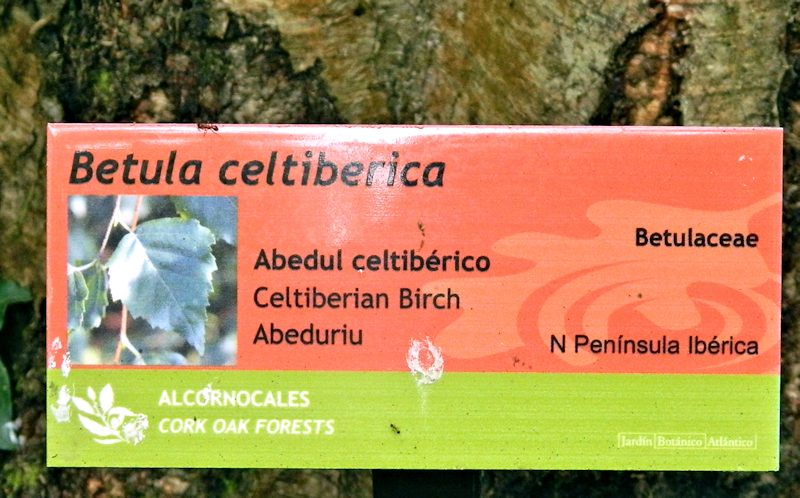 Betula celtiberica
Betulaceae
Abedul celtibérico
Celtiberian Birch
Abeduriu
N Península Ibérica
ALCORNOCALES
CORK OAK FORESTS
Jardín Botánico Atlántico